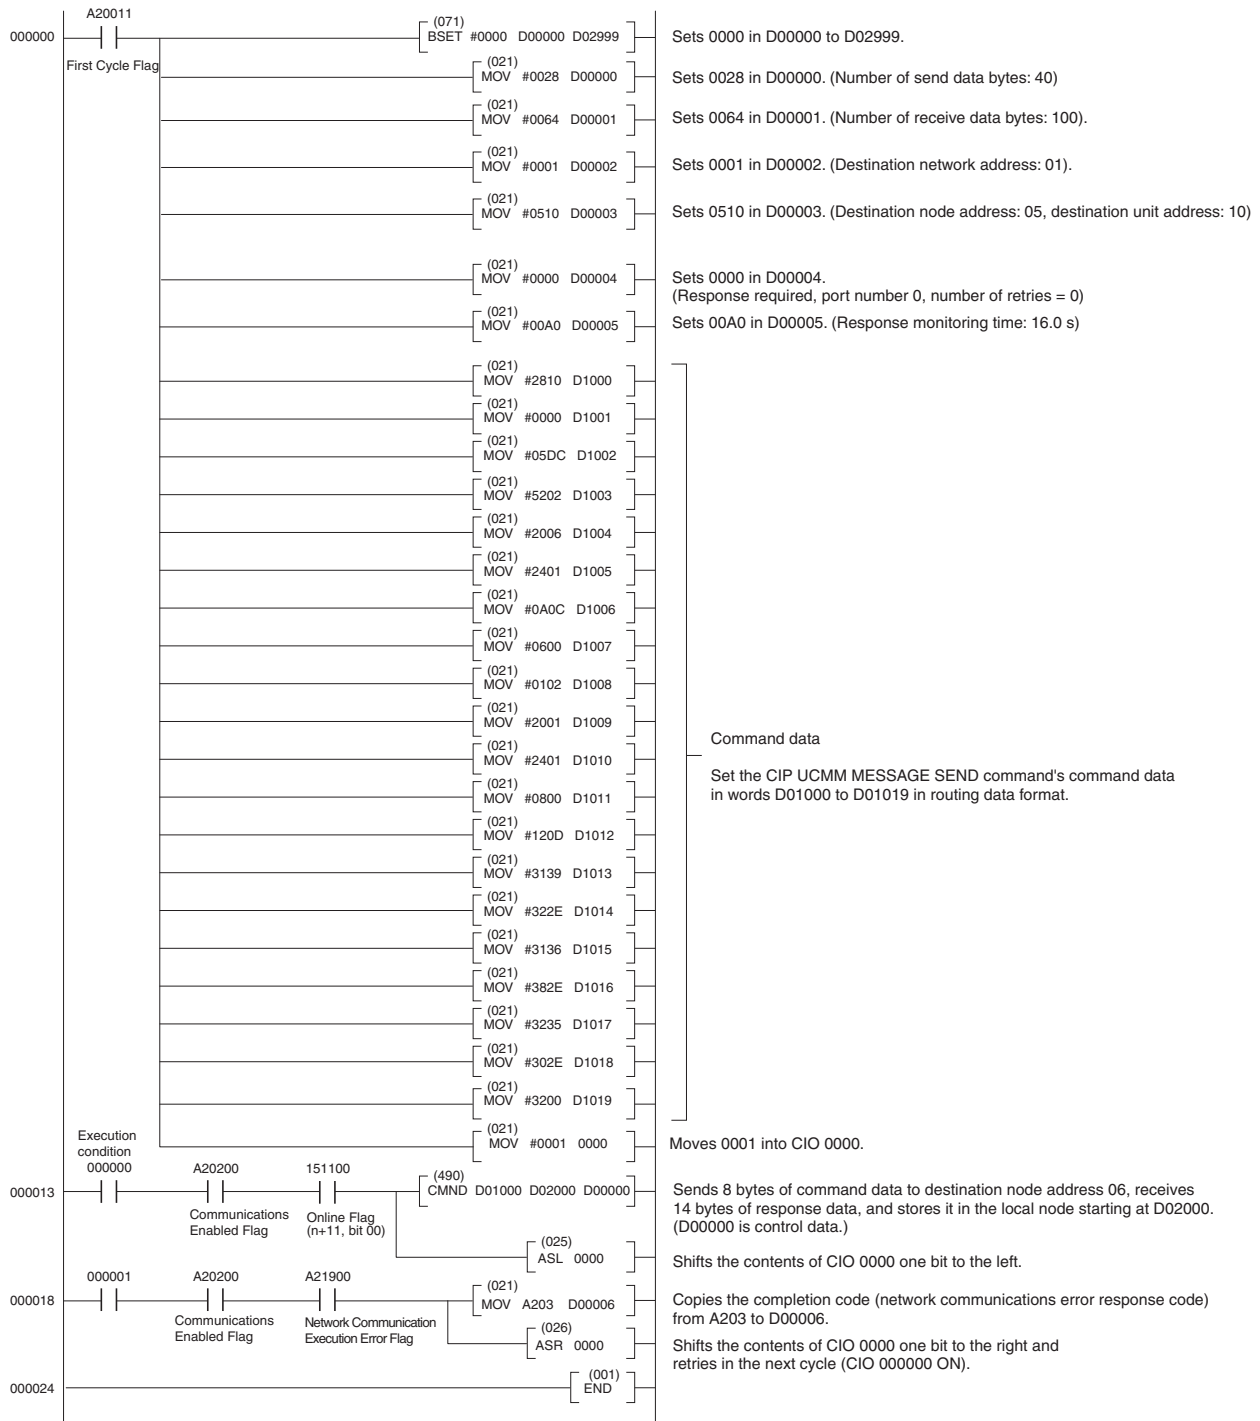 A20011
000000
First Cycle Flag
(071)
BSET #0000 D00000 D02999
Sets 0000 in D00000 to D02999.
(021)
MOV #0028 D00000
Sets 0028 in D00000. (Number of send data bytes: 40)
(021)
MOV #0064 D00001
Sets 0064 in D00001. (Number of receive data bytes: 100).
(021)
MOV #0001 D00002
Sets 0001 in D00002. (Destination network address: 01).
(021)
MOV #0510 D00003
Sets 0510 in D00003. (Destination node address: 05, destination unit address: 10)
(021)
MOV #0000 D00004
Sets 0000 in D00004.
(Response required, port number 0, number of retries = 0)
(021)
MOV #00A0 D00005
Sets 00A0 in D00005. (Response monitoring time: 16.0 s)
(021)
MOV #2810 D1000
(021)
MOV #0000 D1001
(021)
MOV #05DC D1002
(021)
MOV #5202 D1003
(021)
MOV #2006 D1004
(021)
MOV #2401 D1005
(021)
MOV #0A0C D1006
(021)
MOV #0600 D1007
(021)
MOV #0102 D1008
(021)
MOV #2001 D1009
(021)
MOV #2401 D1010
(021)
MOV #0800 D1011
(021)
MOV #120D D1012
(021)
MOV #3139 D1013
(021)
MOV #322E D1014
(021)
MOV #3136 D1015
(021)
MOV #382E D1016
(021)
MOV #3235 D1017
(021)
MOV #302E D1018
(021)
MOV #3200 D1019
Command data
Set the CIP UCMM MESSAGE SEND command's command data
in words D01000 to D01019 in routing data format.
(021)
MOV #0001 0000
Moves 0001 into CIO 0000.
Execution
condition
000000 A20200 151100
000013
Communications
Enabled Flag
Online Flag
(n+11, bit 00)
(490)
CMND D01000 D02000 D00000
Sends 8 bytes of command data to destination node address 06, receives
14 bytes of response data, and stores it in the local node starting at D02000.
(D00000 is control data.)
(025)
ASL 0000
Shifts the contents of CIO 0000 one bit to the left.
000001 A20200 A21900
000018
Communications
Enabled Flag
Network Communication
Execution Error Flag
(021)
MOV A203 D00006
Copies the completion code (network communications error response code)
from A203 to D00006.
(026)
ASR 0000
Shifts the contents of CIO 0000 one bit to the right and
retries in the next cycle (CIO 000000 ON).
000024
(001)
END